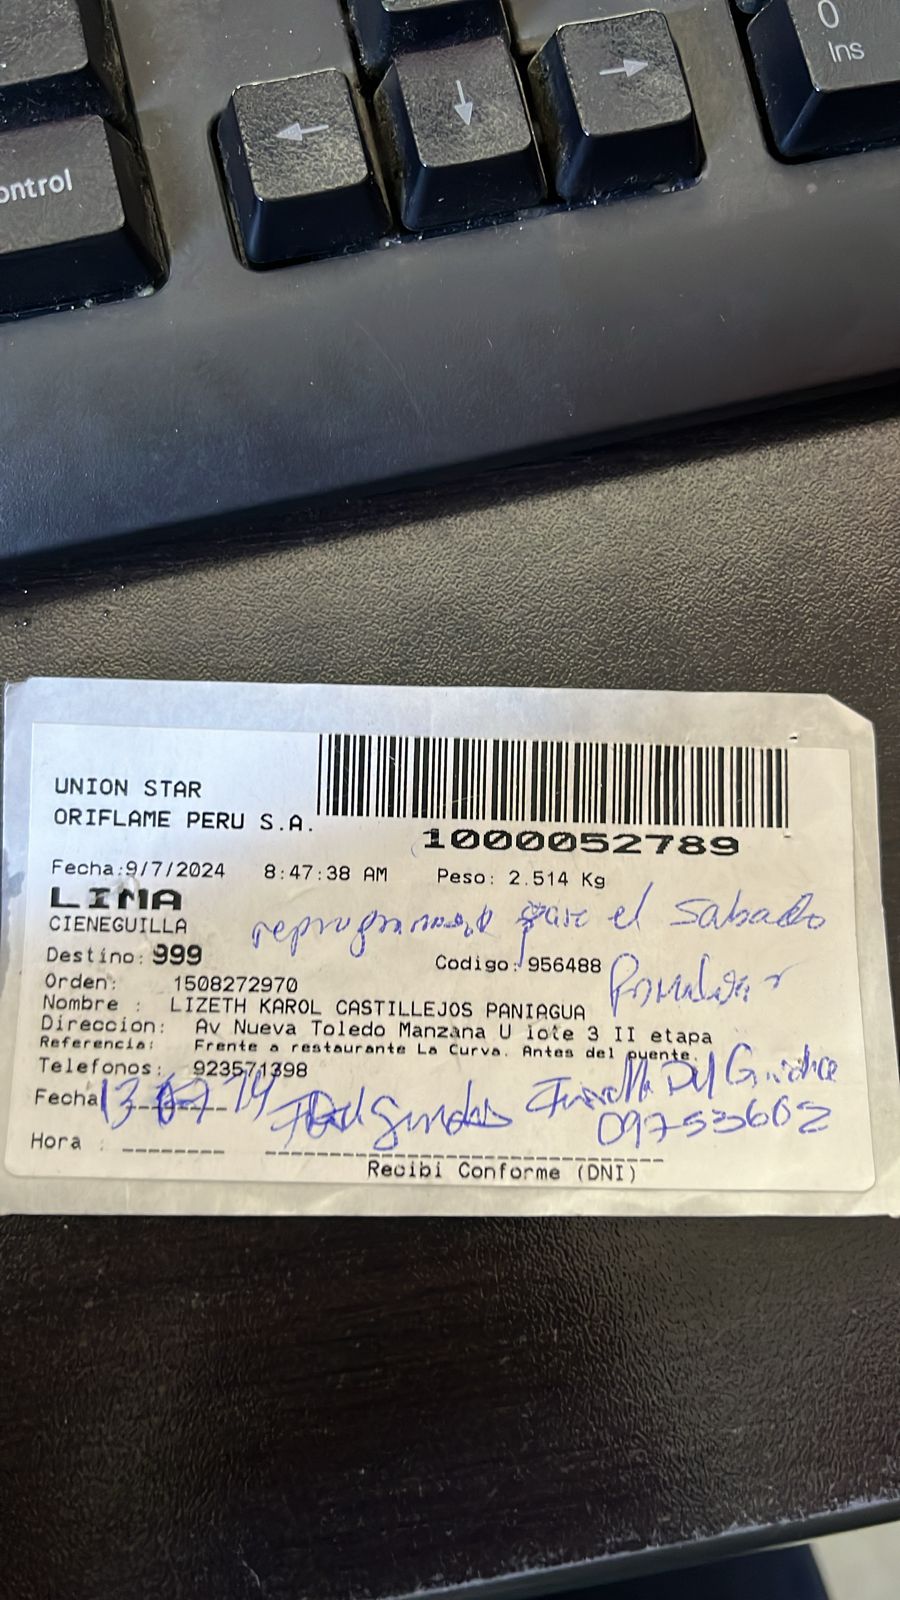 0
Ins
ontrol
UNION STAR
ORIFLAME PERU S.A.
1000052789
Fecha:9/7/2024 8:47:38 AM Peso: 2.514 Kg
LIMA
CIENEGUILLA
reprogramado para el sabado
Destino: 999
Codigo: 956488
Orden: 1508272970
Nombre : LIZETH KAROL CASTILLEJOS PANIAGUA
Direccion: Av Nueva Toledo Manzana U lote 3 II etapa
Referencia: Frente a restaurante La Curva. Antes del puente.
Telefonos: 923571398
Fecha 13
09753602
Hora :
Recibi Conforme (DNI)